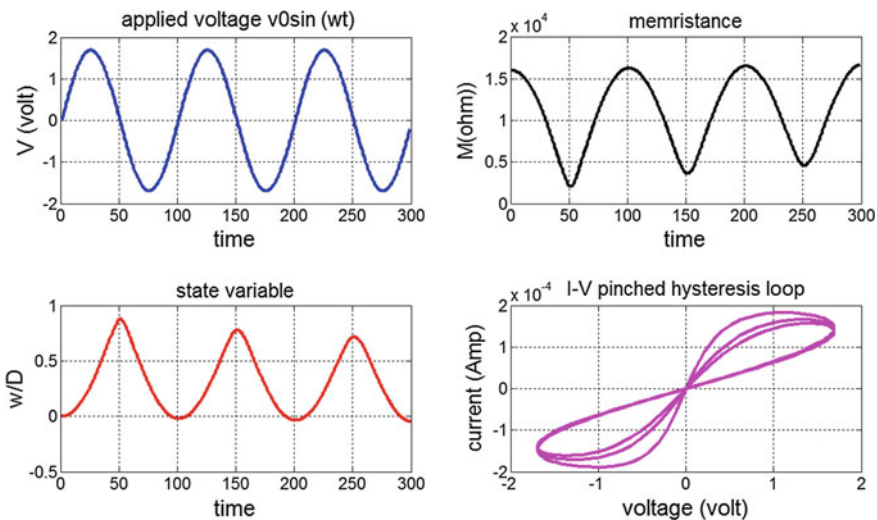 applied voltage v0sin (wt)
V (volt)
2
1
0
-1
-2
0 50 100 150 200 250 300
time
memristance
x 10^4
M(ohm))
2
1.5
1.0
0.5
0
0 50 100 150 200 250 300
time
state variable
w/D
1
0.5
0
-0.5
0 50 100 150 200 250 300
time
I-V pinched hysteresis loop
x 10^-4
current (Amp)
2
1
0
-1
-2
-2 -1 0 1 2
voltage (volt)